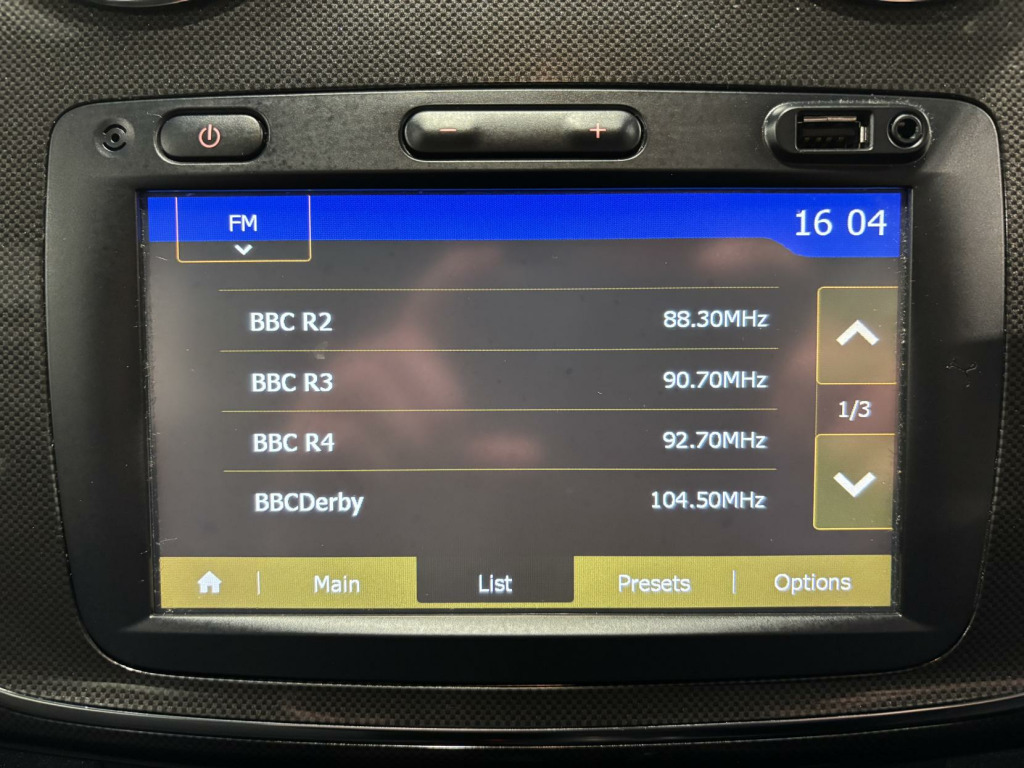 − +
FM 16 04
BBC R2 88.30MHz
BBC R3 90.70MHz
1/3
BBC R4 92.70MHz
BBCDerby 104.50MHz
Main List Presets Options